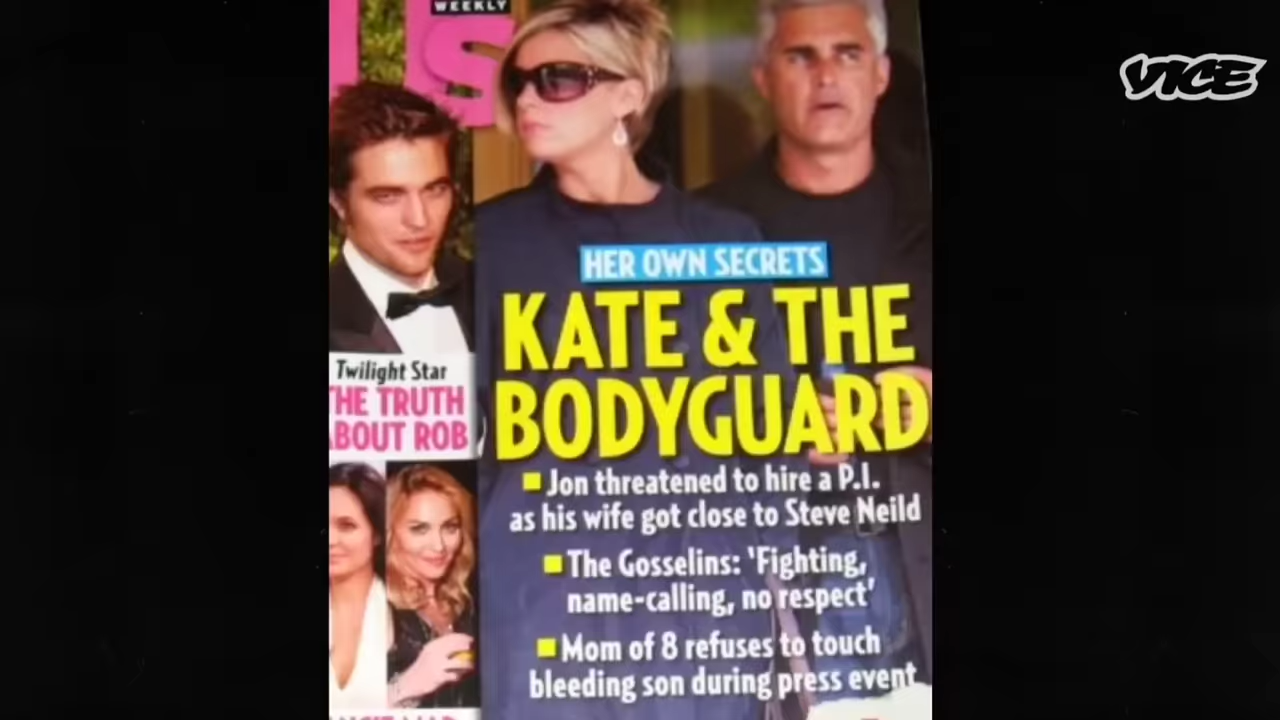 WEEKLY
Us
VICE
HER OWN SECRETS
KATE & THE
BODYGUARD
Jon threatened to hire a P.I.
as his wife got close to Steve Neild
The Gosselins: ‘Fighting,
name-calling, no respect’
Mom of 8 refuses to touch
bleeding son during press event
Twilight Star
THE TRUTH
ABOUT ROB